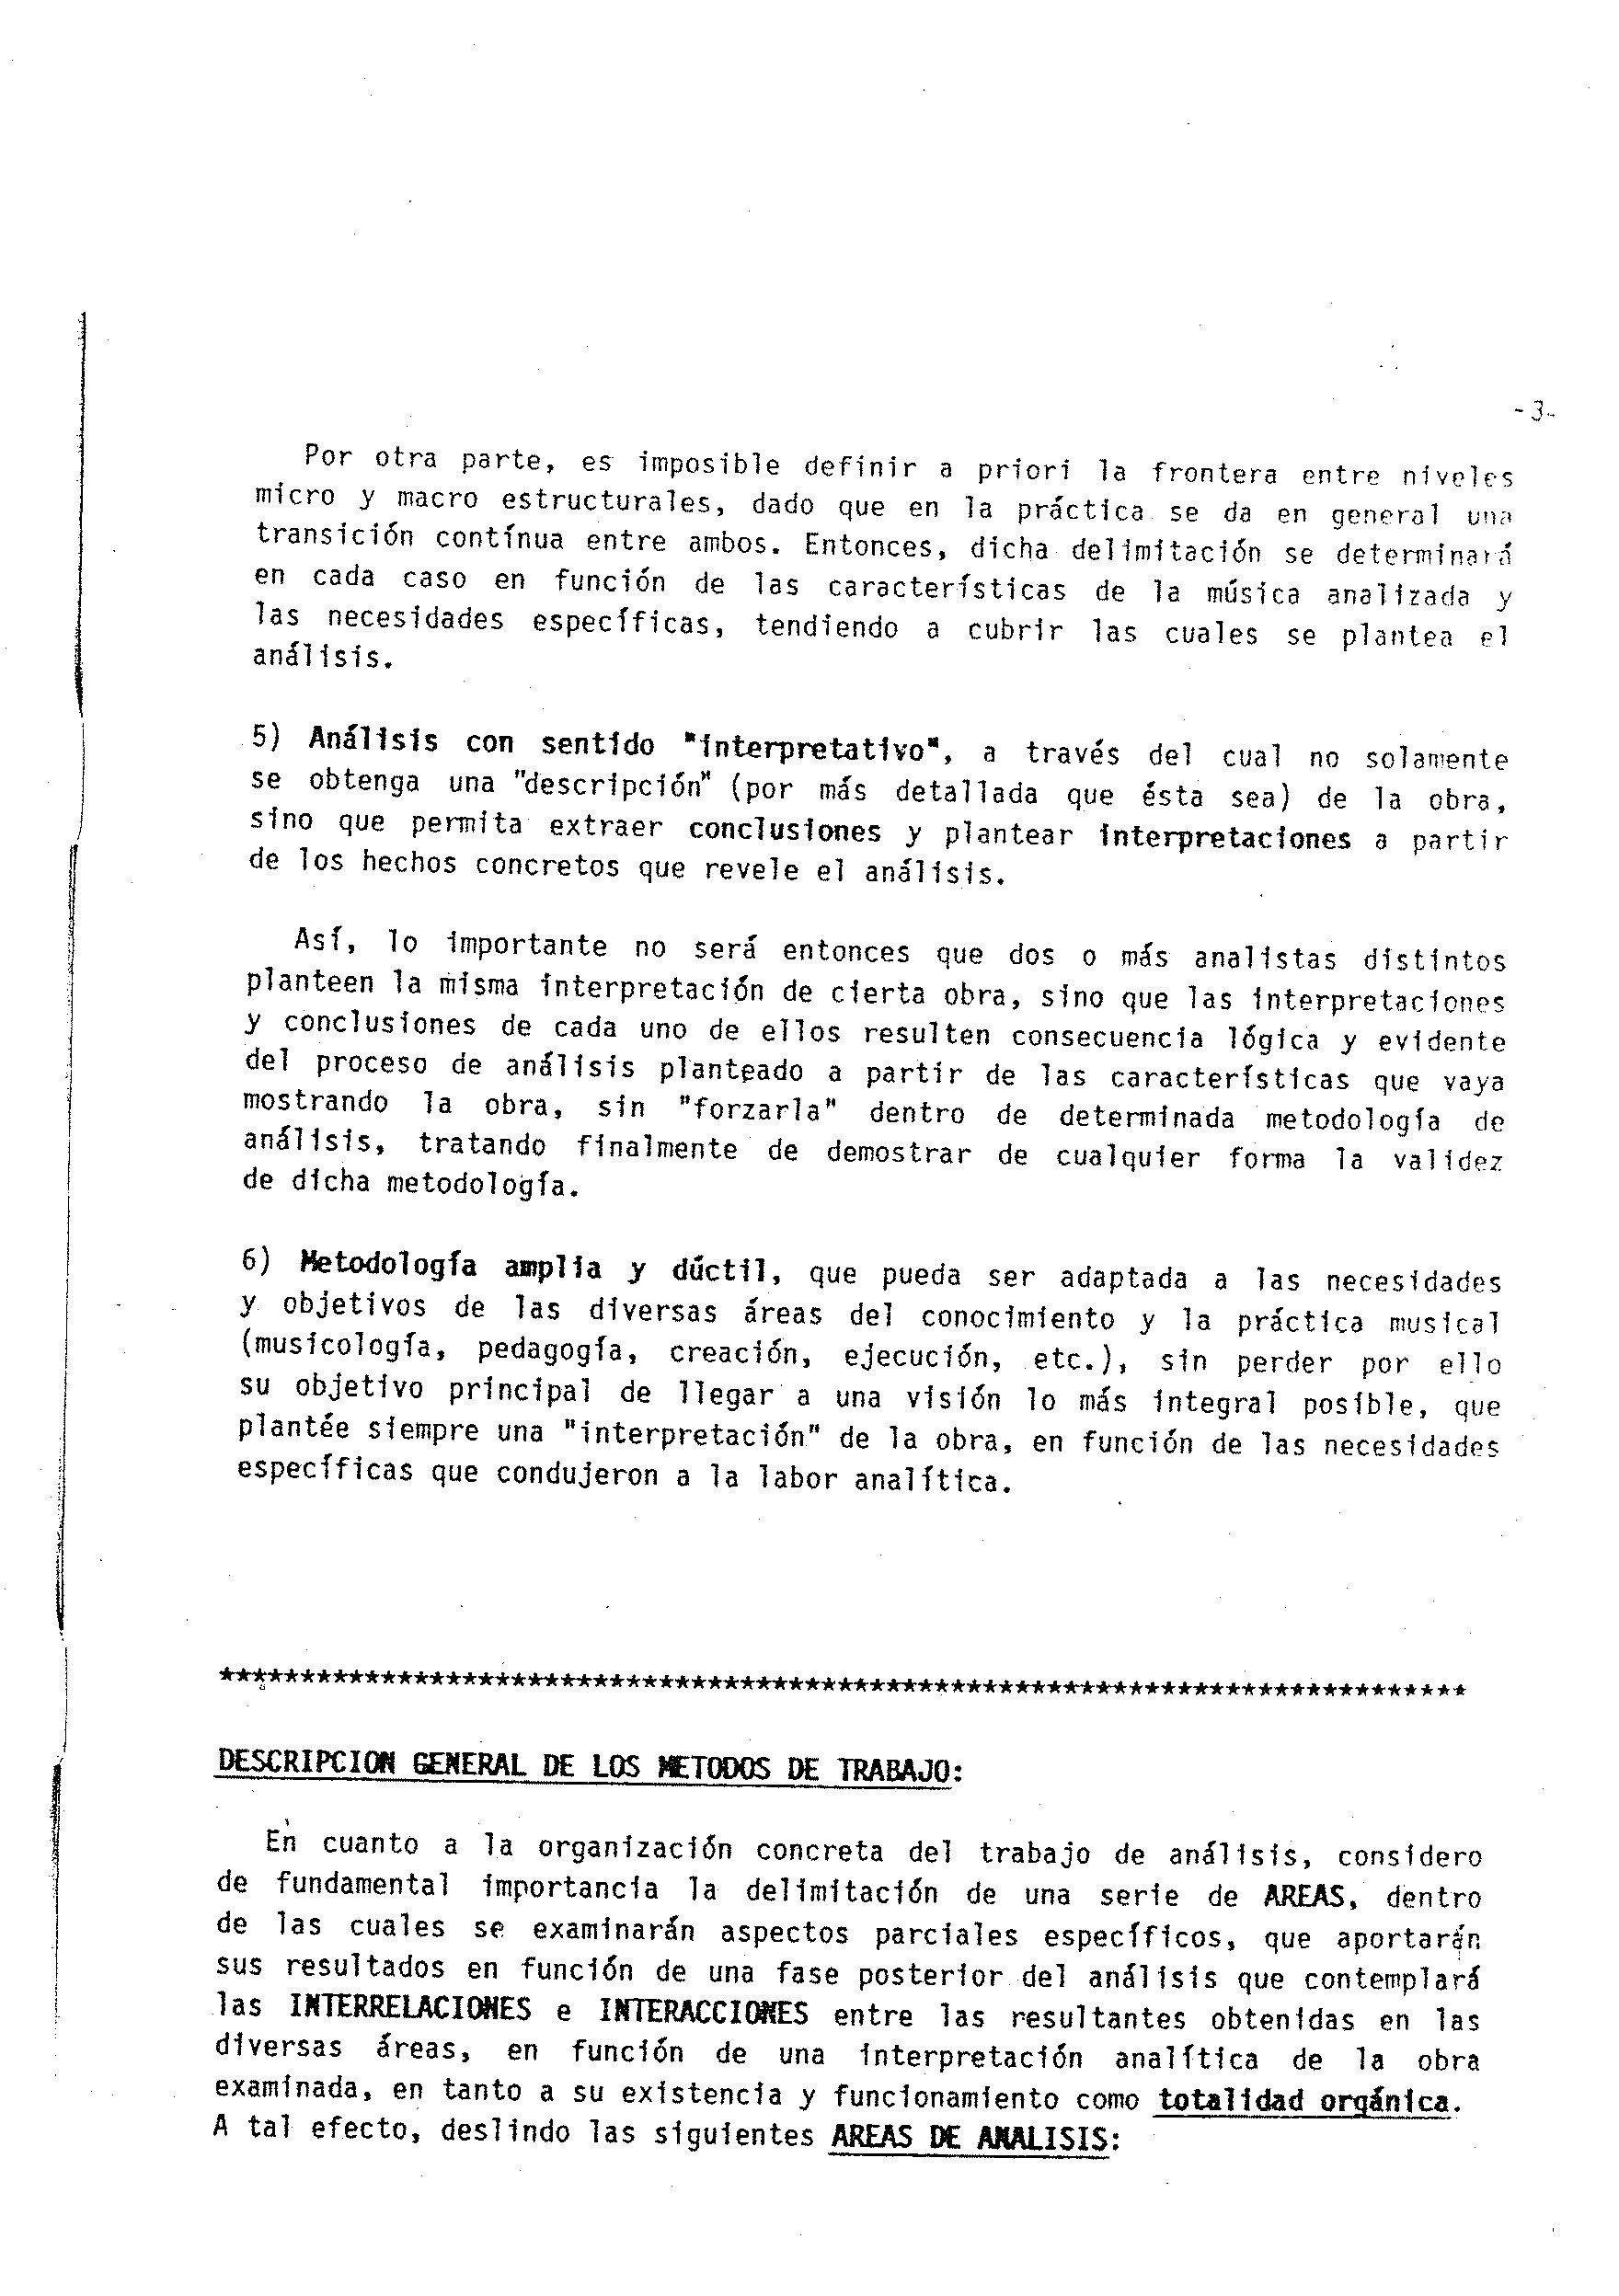 -3-
Por otra parte, es imposible definir a priori la frontera entre niveles
micro y macro estructurales, dado que en la práctica se da en general una
transición contínua entre ambos. Entonces, dicha delimitación se determinará
en cada caso en función de las características de la música analizada y
las necesidades específicas, tendiendo a cubrir las cuales se plantea el
análisis.
5) Análisis con sentido "interpretativo", a través del cual no solamente
se obtenga una "descripción" (por más detallada que ésta sea) de la obra,
sino que permita extraer conclusiones y plantear interpretaciones a partir
de los hechos concretos que revele el análisis.
Así, lo importante no será entonces que dos o más analistas distintos
planteen la misma interpretación de cierta obra, sino que las interpretaciones
y conclusiones de cada uno de ellos resulten consecuencia lógica y evidente
del proceso de análisis planteado a partir de las características que vaya
mostrando la obra, sin "forzarla" dentro de determinada metodología de
análisis, tratando finalmente de demostrar de cualquier forma la validez
de dicha metodología.
6) Metodología amplia y dúctil, que pueda ser adaptada a las necesidades
y objetivos de las diversas áreas del conocimiento y la práctica musical
(musicología, pedagogía, creación, ejecución, etc.), sin perder por ello
su objetivo principal de llegar a una visión lo más integral posible, que
plantée siempre una "interpretación" de la obra, en función de las necesidades
específicas que condujeron a la labor analítica.
****************************************************************************
DESCRIPCION GENERAL DE LOS METODOS DE TRABAJO:
En cuanto a la organización concreta del trabajo de análisis, considero
de fundamental importancia la delimitación de una serie de AREAS, dentro
de las cuales se examinarán aspectos parciales específicos, que aportarán
sus resultados en función de una fase posterior del análisis que contemplará
las INTERRELACIONES e INTERACCIONES entre las resultantes obtenidas en las
diversas áreas, en función de una interpretación analítica de la obra
examinada, en tanto a su existencia y funcionamiento como totalidad orgánica.
A tal efecto, deslindo las siguientes AREAS DE ANALISIS: